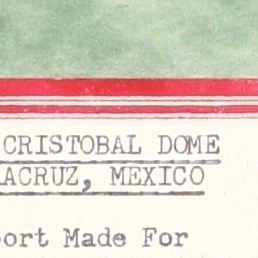 CRISTOBAL DOME
ACRUZ, MEXICO
ort Made For